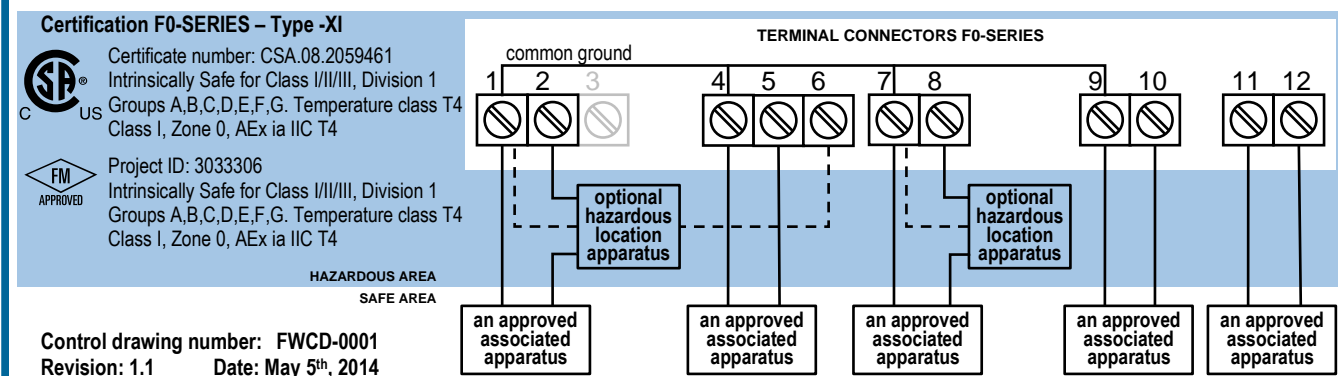 Certification F0-SERIES – Type -XI
CSA ®
C US
Certificate number: CSA.08.2059461
Intrinsically Safe for Class I/II/III, Division 1
Groups A,B,C,D,E,F,G. Temperature class T4
Class I, Zone 0, AEx ia IIC T4
FM
APPROVED
Project ID: 3033306
Intrinsically Safe for Class I/II/III, Division 1
Groups A,B,C,D,E,F,G. Temperature class T4
Class I, Zone 0, AEx ia IIC T4
HAZARDOUS AREA
SAFE AREA
Control drawing number: FWCD-0001
Revision: 1.1 Date: May 5th, 2014
TERMINAL CONNECTORS F0-SERIES
common ground
1 2 3 4 5 6 7 8 9 10 11 12
optional
hazardous
location
apparatus
optional
hazardous
location
apparatus
an approved
associated
apparatus
an approved
associated
apparatus
an approved
associated
apparatus
an approved
associated
apparatus
an approved
associated
apparatus